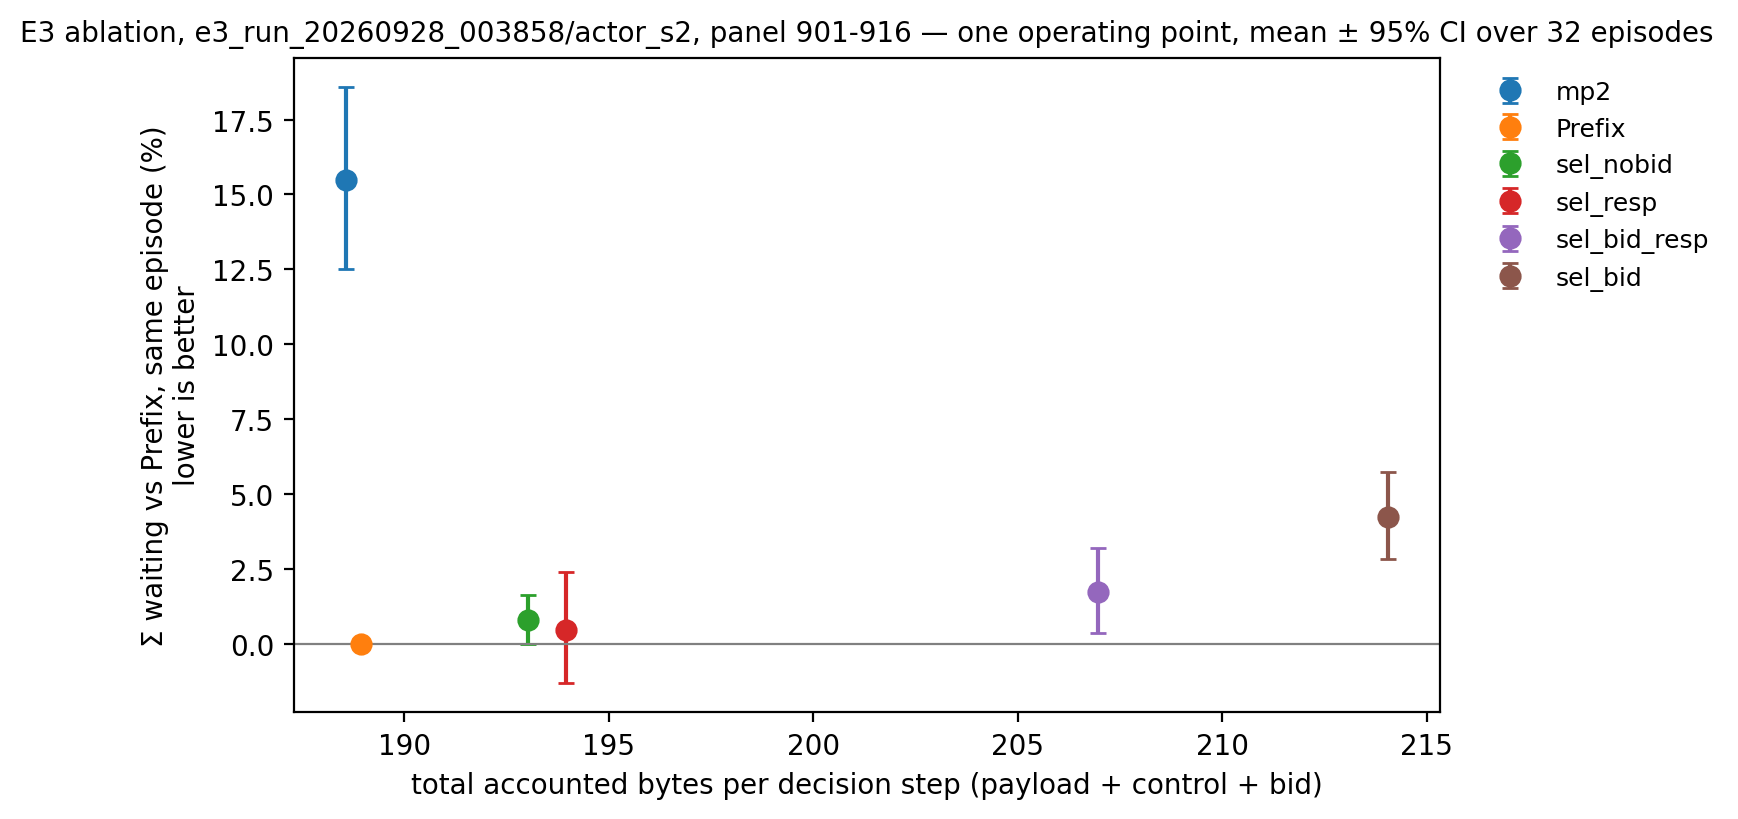 E3 ablation, e3_run_20260928_003858/actor_s2, panel 901-916 — one operating point, mean ± 95% CI over 32 episodes
Σ waiting vs Prefix, same episode (%)
lower is better
17.5
15.0
12.5
10.0
7.5
5.0
2.5
0.0
190
195
200
205
210
215
total accounted bytes per decision step (payload + control + bid)
mp2
Prefix
sel_nobid
sel_resp
sel_bid_resp
sel_bid